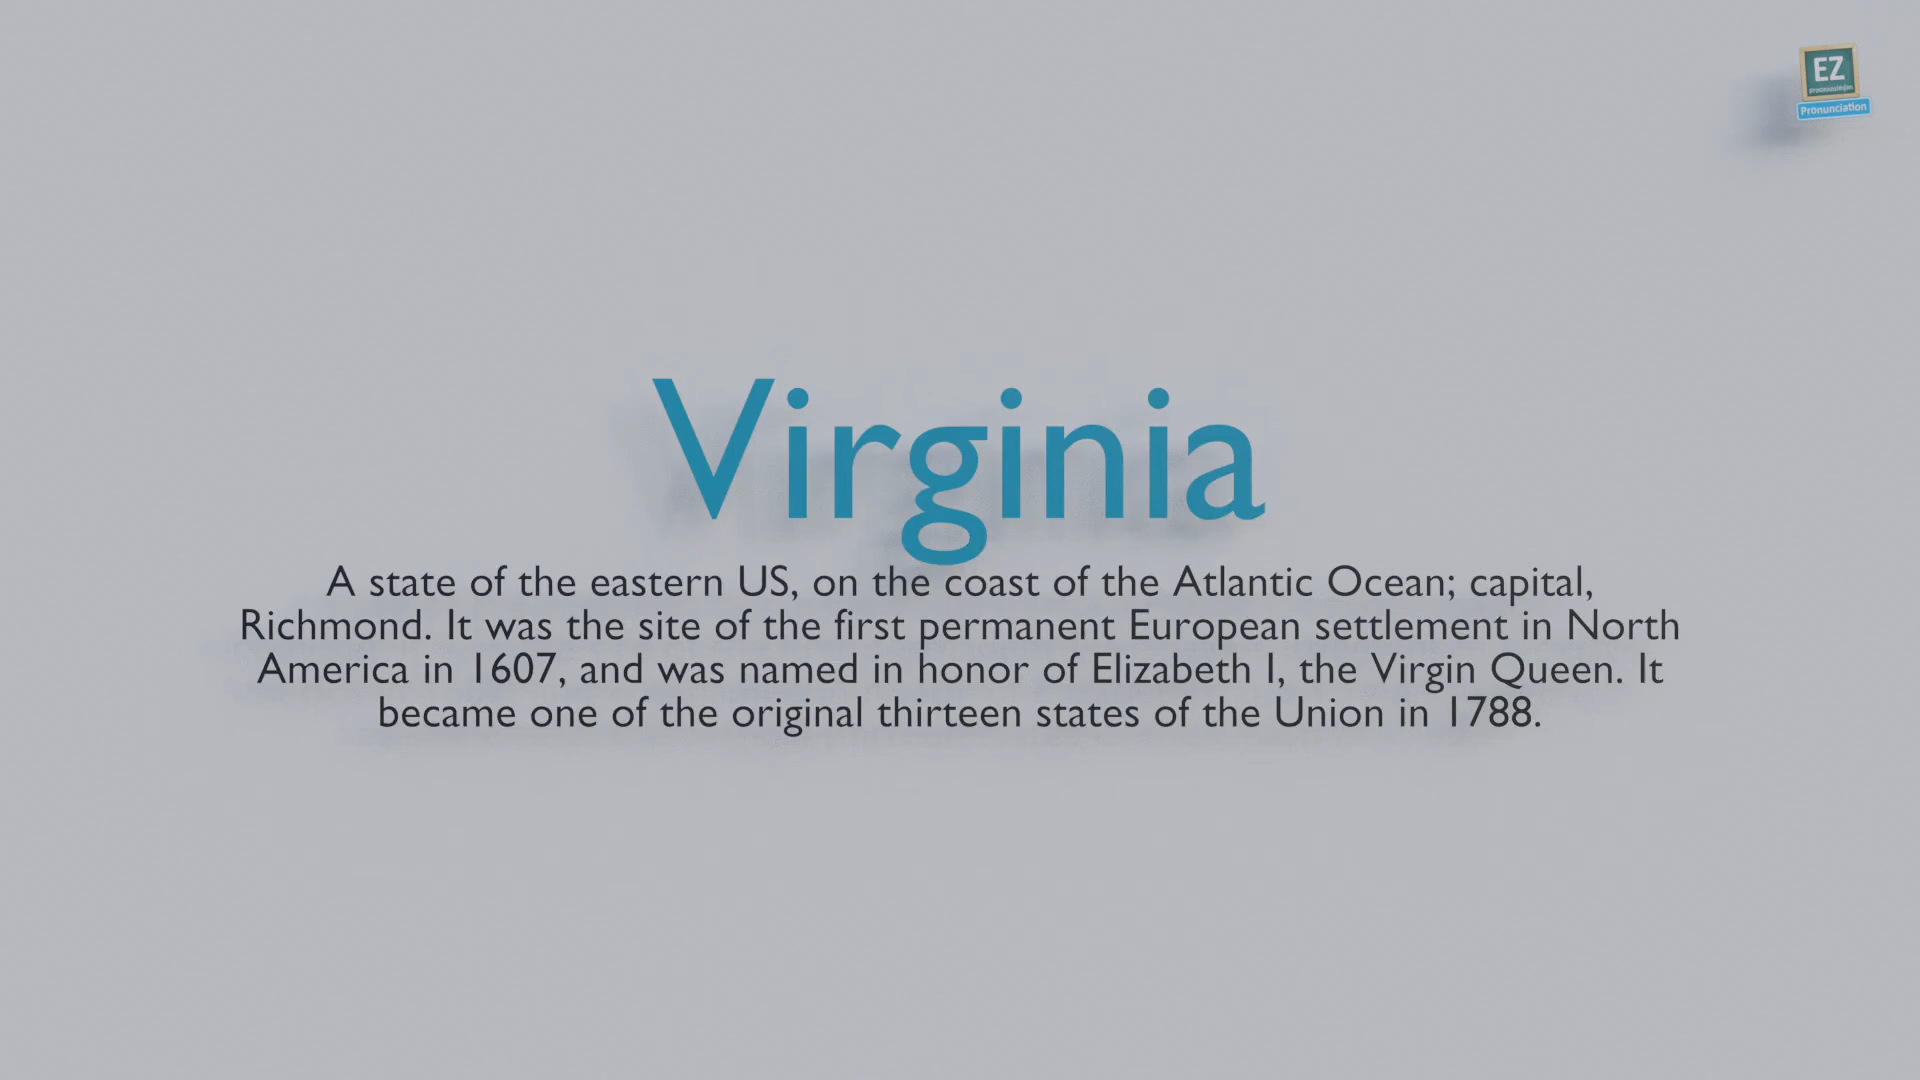 EZ
Pronunciation
Virginia
A state of the eastern US, on the coast of the Atlantic Ocean; capital,
Richmond. It was the site of the first permanent European settlement in North
America in 1607, and was named in honor of Elizabeth I, the Virgin Queen. It
became one of the original thirteen states of the Union in 1788.